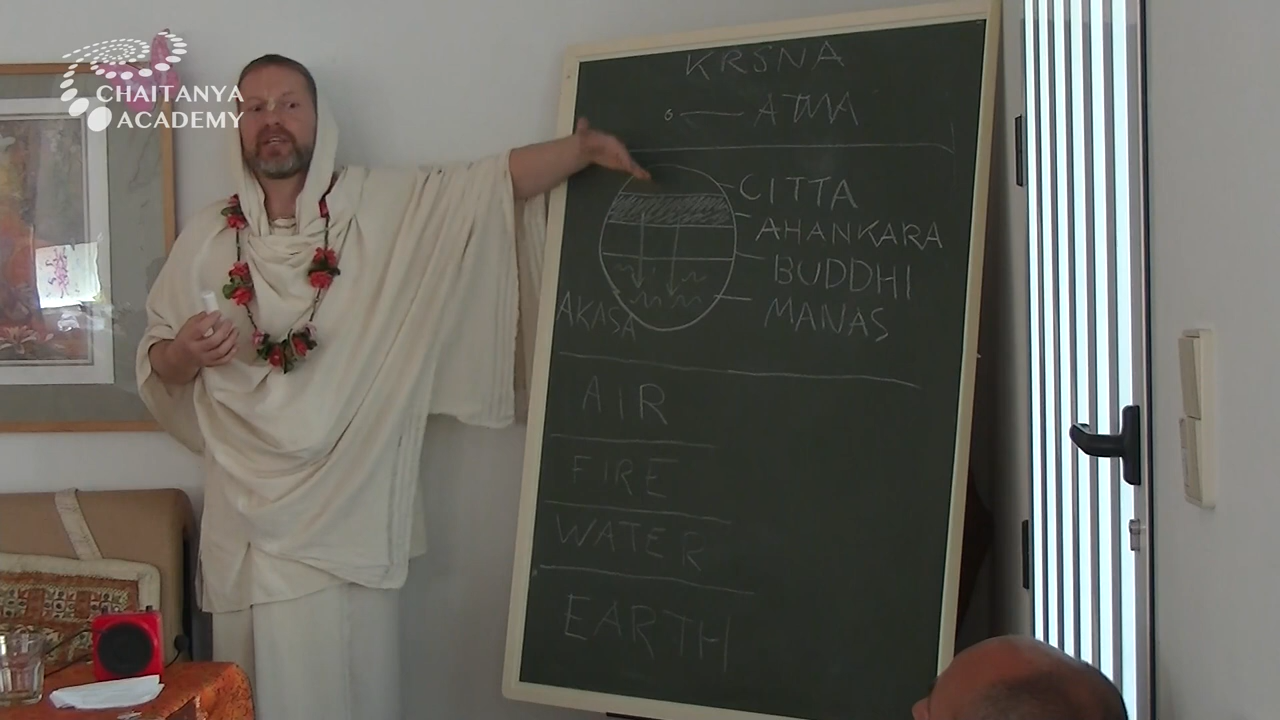 CHAITANYA
ACADEMY
KRSNA
ATMA
CITTA
AHANKARA
BUDDHI
MANAS
AKASA
AIR
FIRE
WATER
EARTH